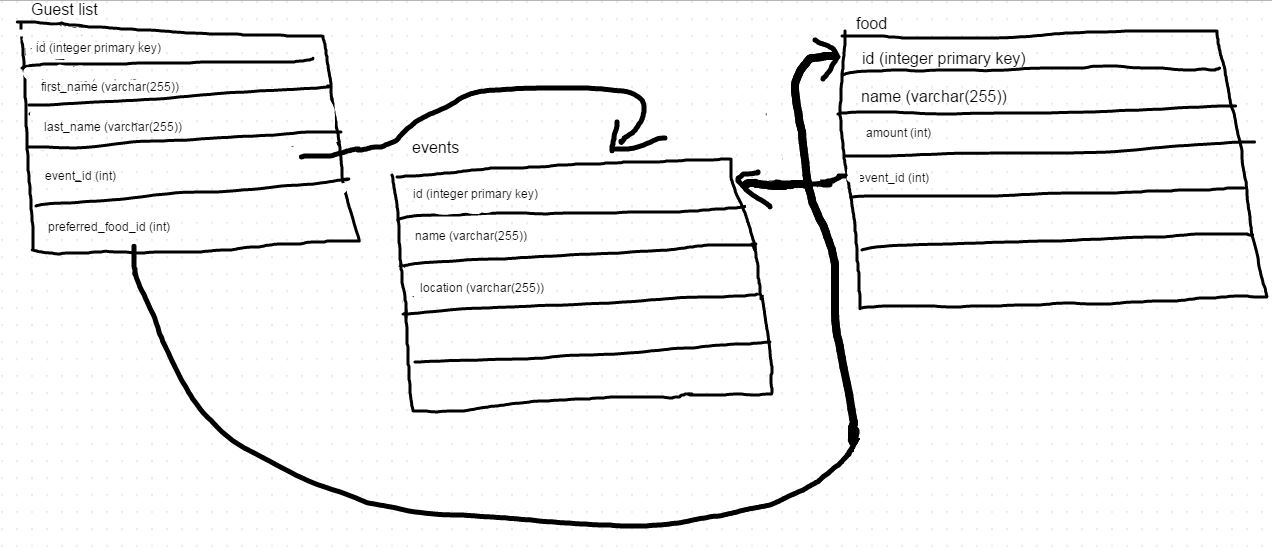 Guest list
id (integer primary key)
first_name (varchar(255))
last_name (varchar(255))
event_id (int)
preferred_food_id (int)
events
id (integer primary key)
name (varchar(255))
location (varchar(255))
food
id (integer primary key)
name (varchar(255))
amount (int)
event_id (int)